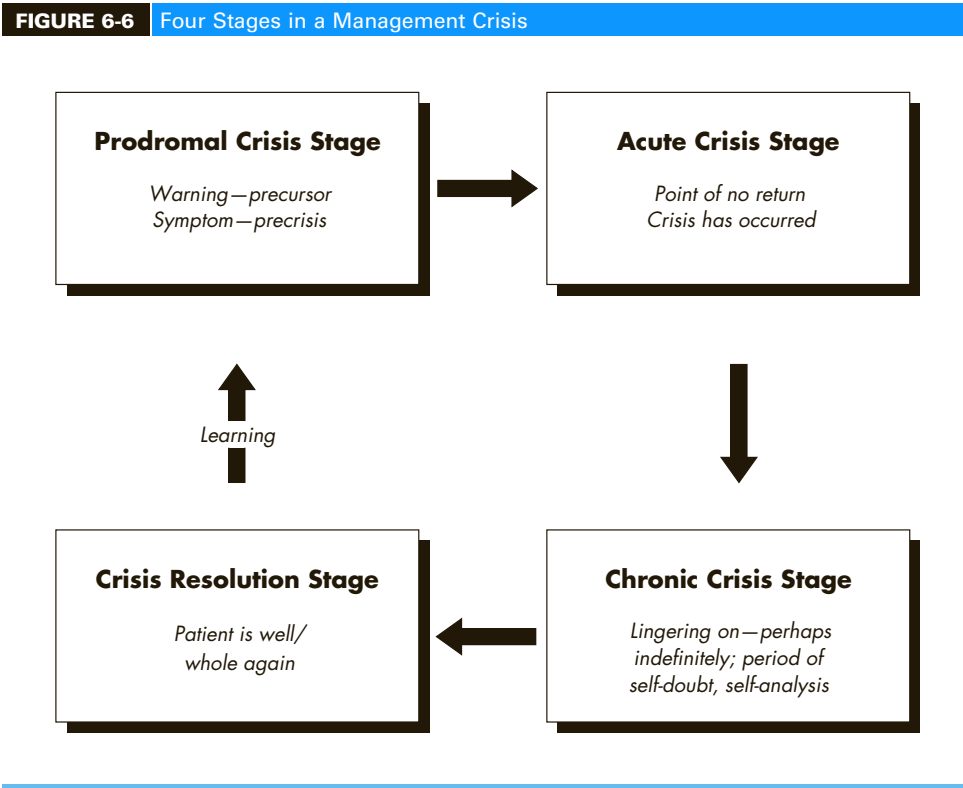 FIGURE 6-6 Four Stages in a Management Crisis
Prodromal Crisis Stage
Warning—precursor
Symptom—precrisis
Acute Crisis Stage
Point of no return
Crisis has occurred
Learning
Crisis Resolution Stage
Patient is well/
whole again
Chronic Crisis Stage
Lingering on—perhaps
indefinitely; period of
self-doubt, self-analysis